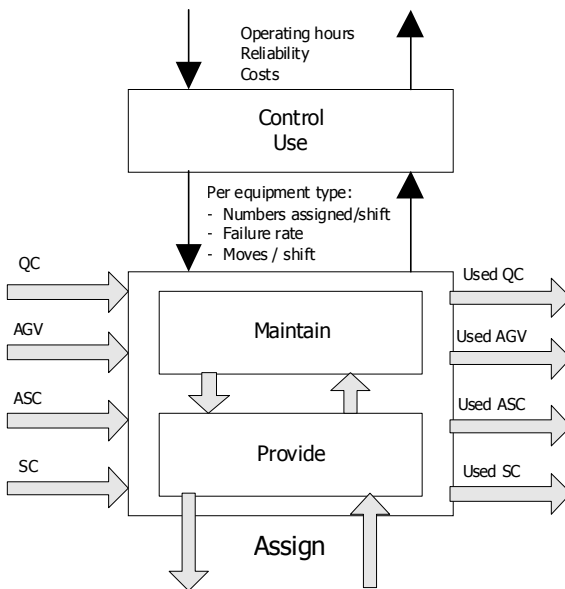 Operating hours
Reliability
Costs
Control
Use
Per equipment type:
- Numbers assigned/shift
- Failure rate
- Moves / shift
QC
Used QC
Maintain
AGV
Used AGV
ASC
Used ASC
Provide
SC
Used SC
Assign